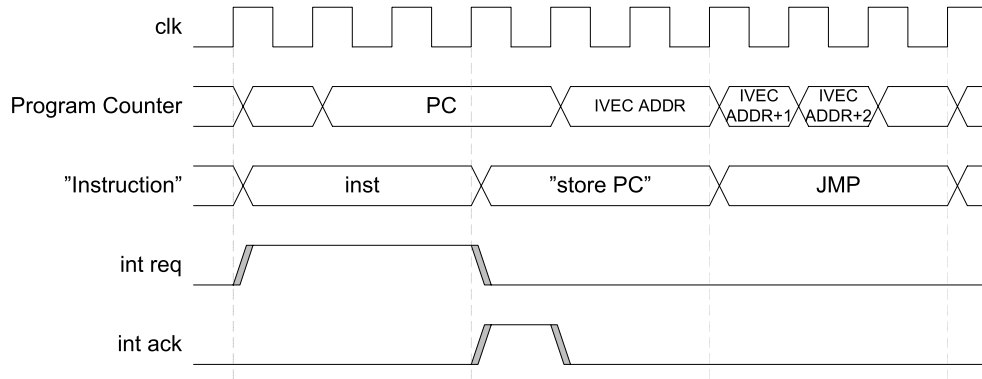 clk
Program Counter
PC
IVEC ADDR
IVEC
ADDR+1
IVEC
ADDR+2
”Instruction”
inst
”store PC”
JMP
int req
int ack